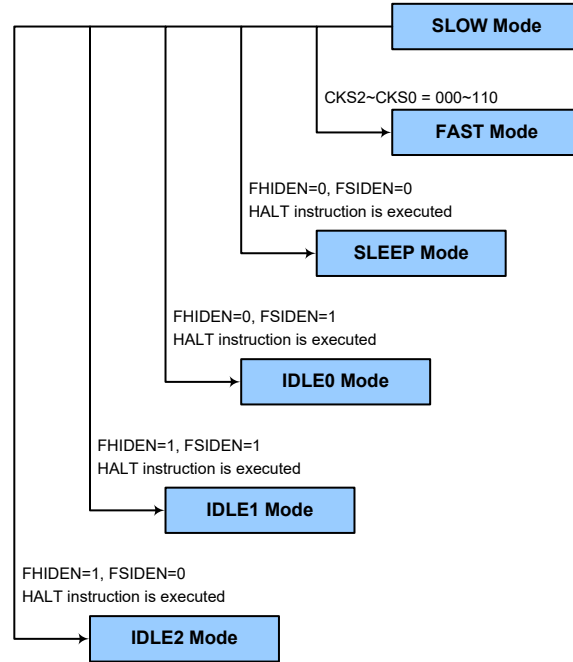 SLOW Mode
CKS2~CKS0 = 000~110
FAST Mode
FHIDEN=0, FSIDEN=0
HALT instruction is executed
SLEEP Mode
FHIDEN=0, FSIDEN=1
HALT instruction is executed
IDLE0 Mode
FHIDEN=1, FSIDEN=1
HALT instruction is executed
IDLE1 Mode
FHIDEN=1, FSIDEN=0
HALT instruction is executed
IDLE2 Mode